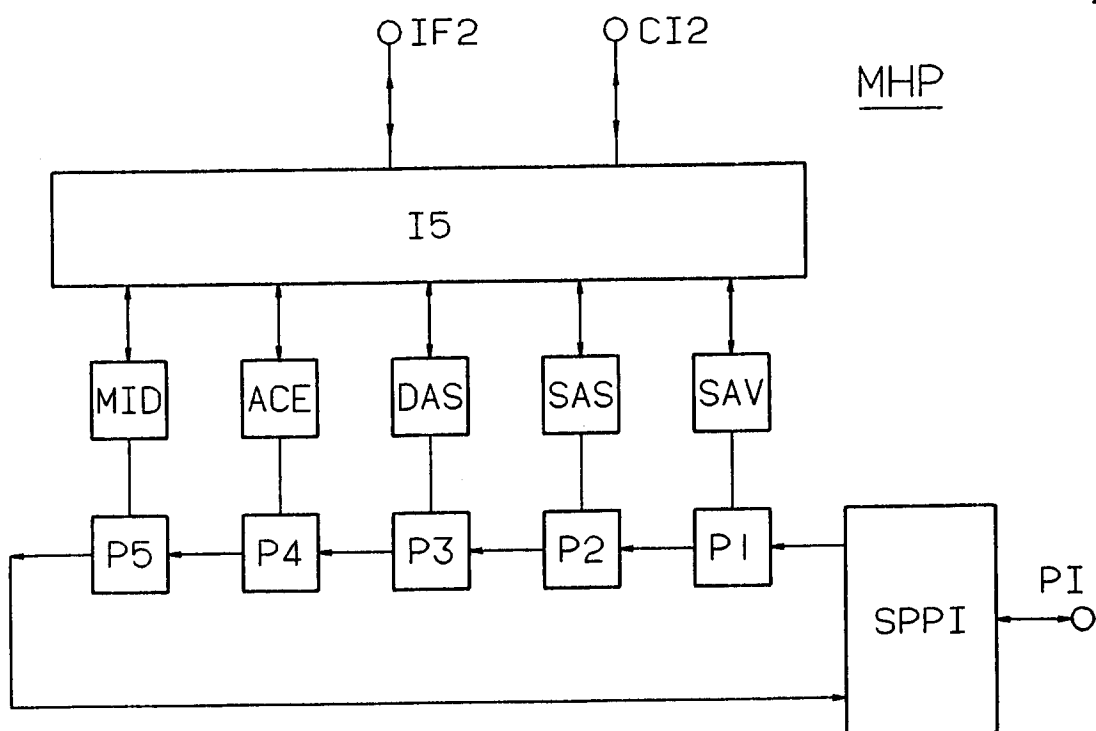 IF2 CI2
MHP
I5
MID ACE DAS SAS SAV
P5 P4 P3 P2 P1
PI
SPPI